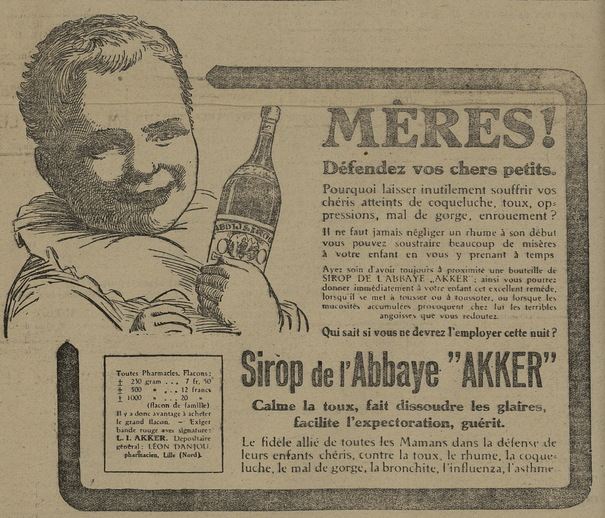 MÈRES!
Défendez vos chers petits.
Pourquoi laisser inutilement souffrir vos
chéris atteints de coqueluche, toux, op-
pressions, mal de gorge, enrouement ?
Il ne faut jamais négliger un rhume à son début
vous pouvez soustraire beaucoup de misères
à votre enfant en vous y prenant à temps
Ayez soin d'avoir toujours à proximité une bouteille de
SIROP DE L'ABBAYE „AKKER" ; ainsi vous pourrez
donner immédiatement à votre enfant cet excellent remède,
lorsqu'il se met à tousser ou à toussoter, ou lorsque les
mucosités accumulées provoquent chez lui les terribles
angoisses que vous redoutez.
Qui sait si vous ne devrez l'employer cette nuit ?
Sirop de l'Abbaye "AKKER"
Calme la toux, fait dissoudre les glaires,
facilite l'expectoration, guérit.
Le fidèle allié de toutes les Mamans dans la défense de
leurs enfants chéris, contre la toux, le rhume, la coque-
luche, le mal de gorge, la bronchite, l'influenza, l'asthme
Toutes Pharmacies. Flacons:
± 230 gram . . . 7 fr. 50
± 500 » . . . 12 francs
± 1000 » . . . 20 »
(flacon de famille)
Il y a donc avantage à acheter
le grand flacon. – Exiger
bande rouge avec signature:
L. I. AKKER. Dépositaire
général: LÉON DANJOU
pharmacien, Lille (Nord).